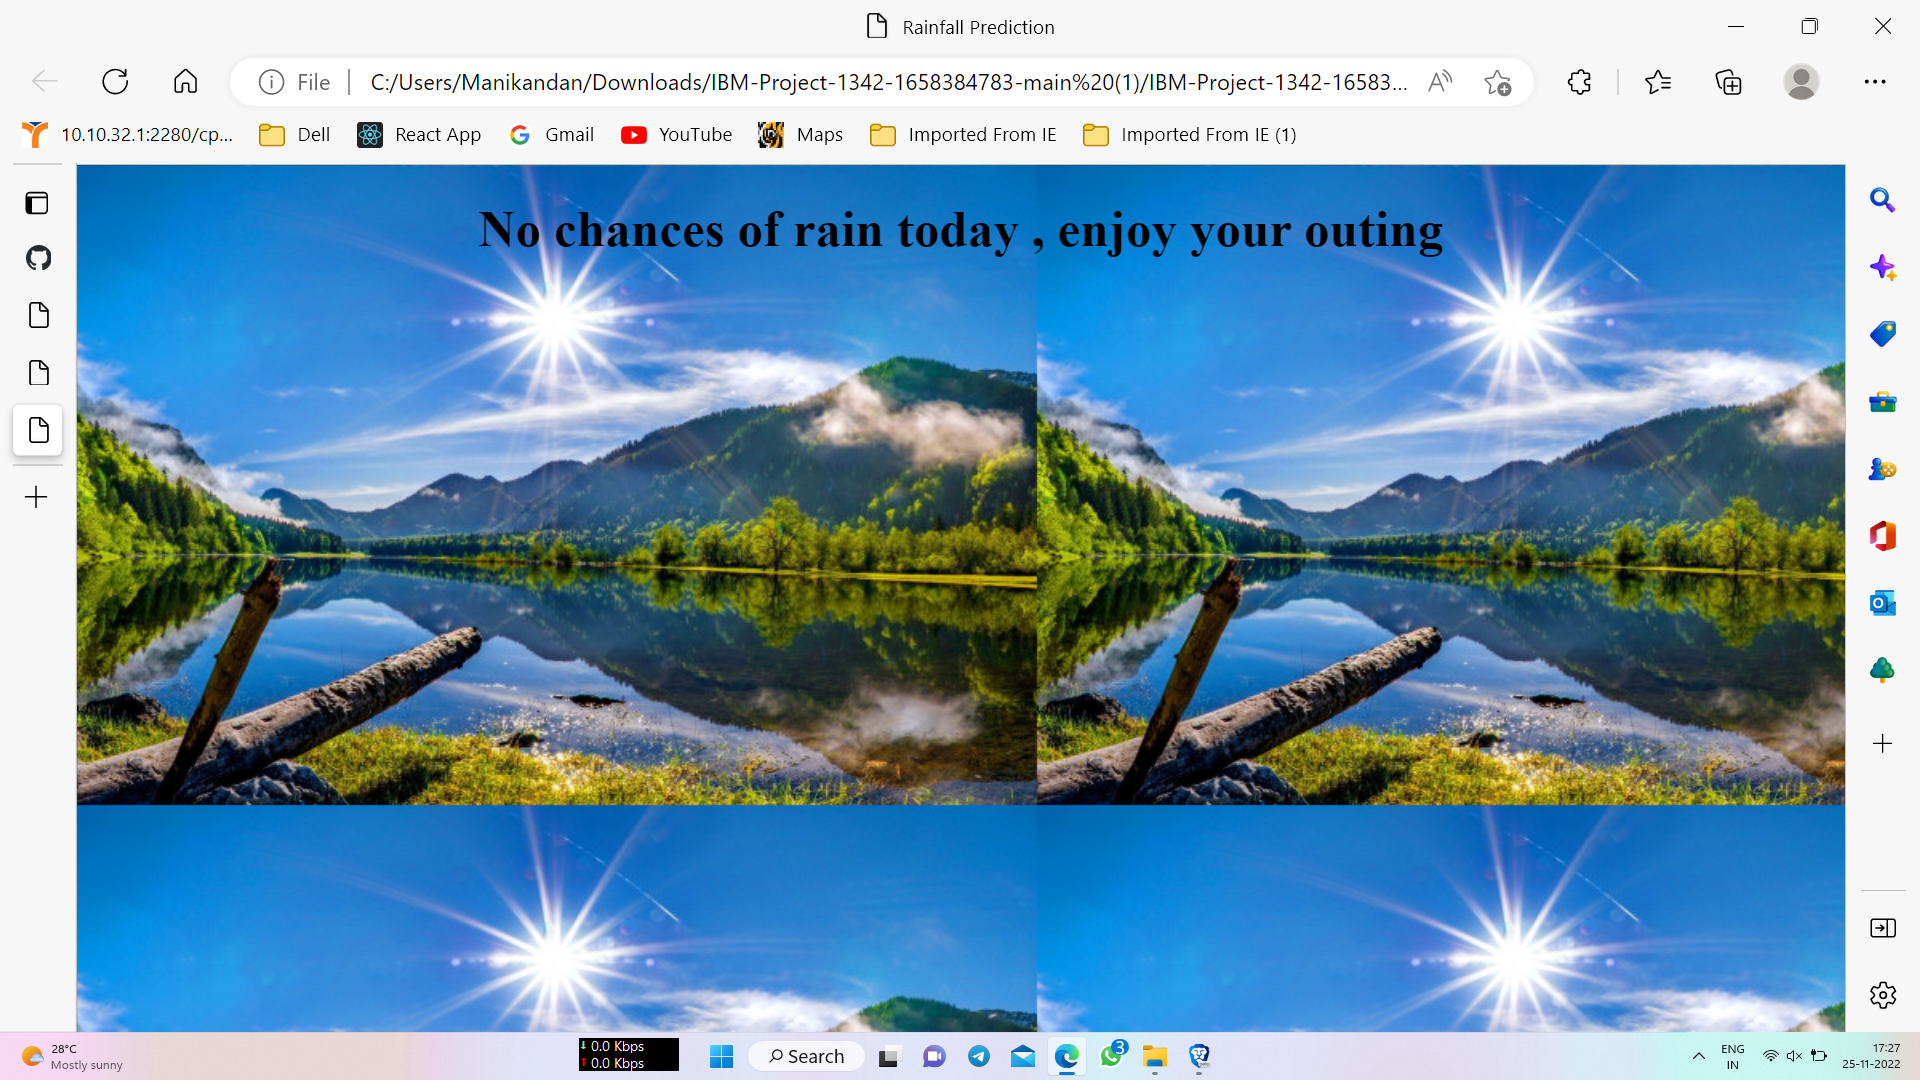 Rainfall Prediction
File
C:/Users/Manikandan/Downloads/IBM-Project-1342-1658384783-main%20(1)/IBM-Project-1342-16583...
10.10.32.1:2280/cp... Dell React App Gmail YouTube Maps Imported From IE Imported From IE (1)
No chances of rain today , enjoy your outing
28°C
Mostly sunny
0.0 Kbps
0.0 Kbps
Search
3
ENG
IN
17:27
25-11-2022